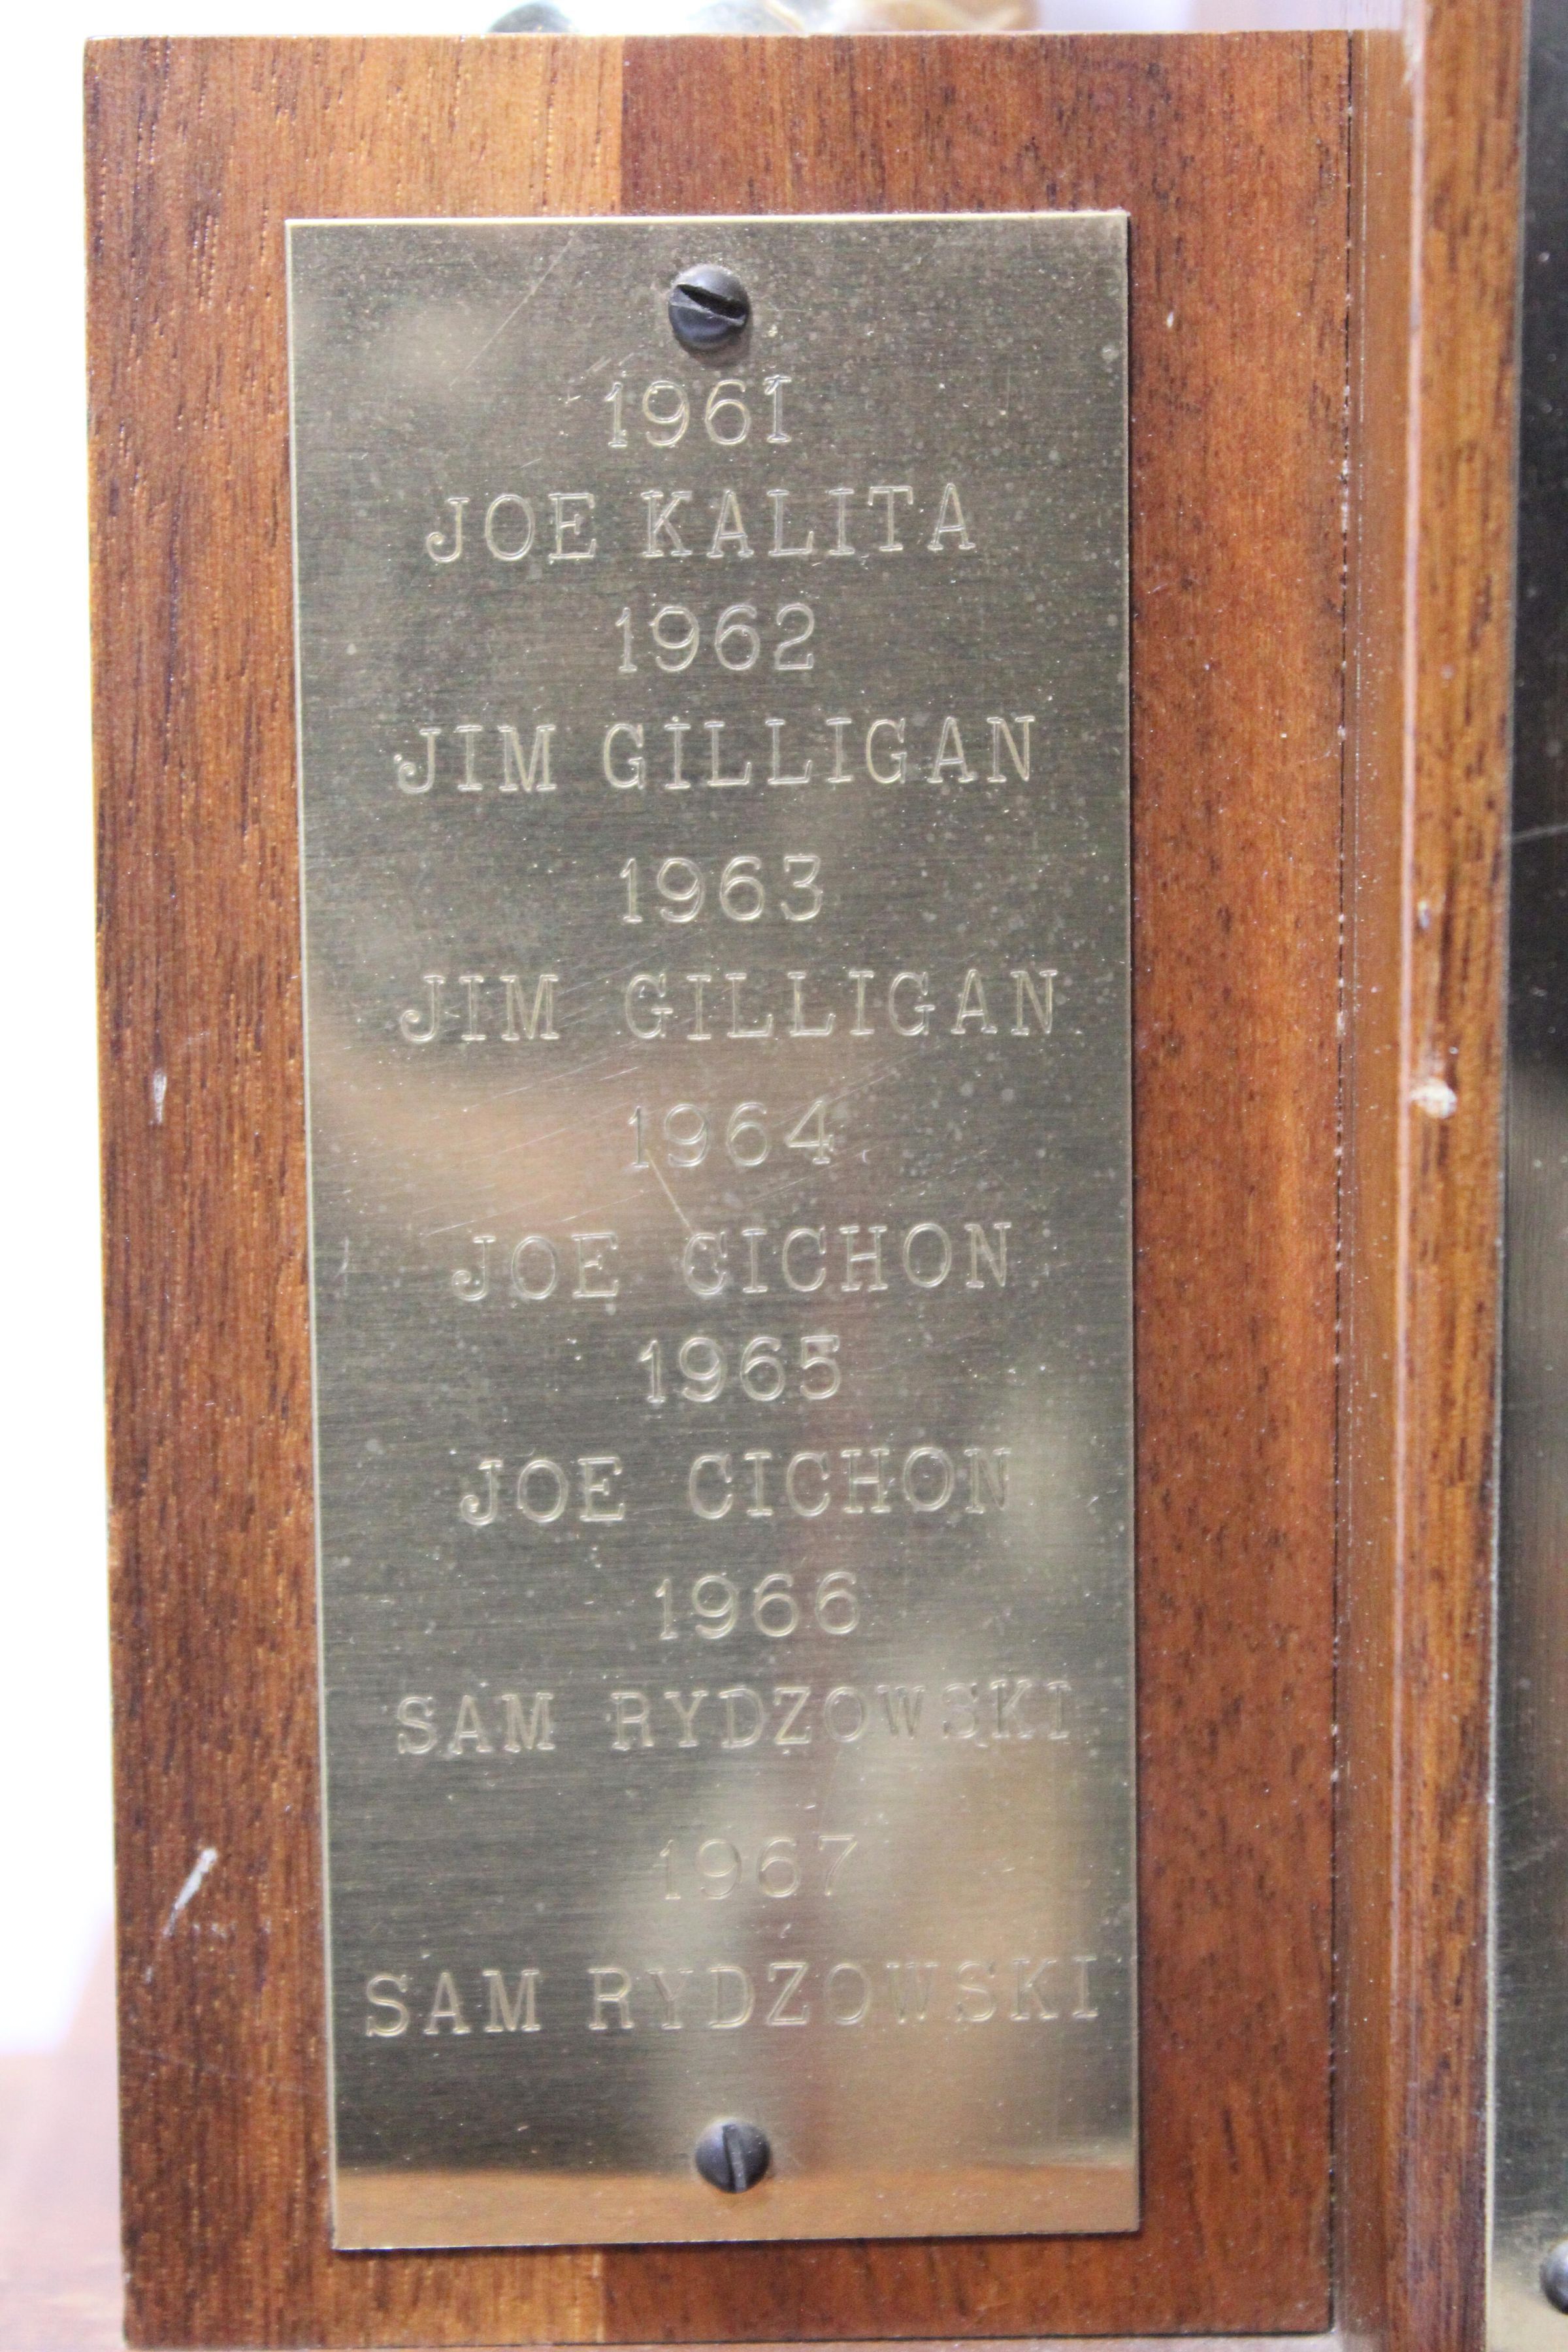 1961
JOE KALITA
1962
JIM GILLIGAN
1963
JIM GILLIGAN
1964
JOE CICHON
1965
JOE CICHON
1966
SAM RYDZOWSKI
1967
SAM RYDZOWSKI